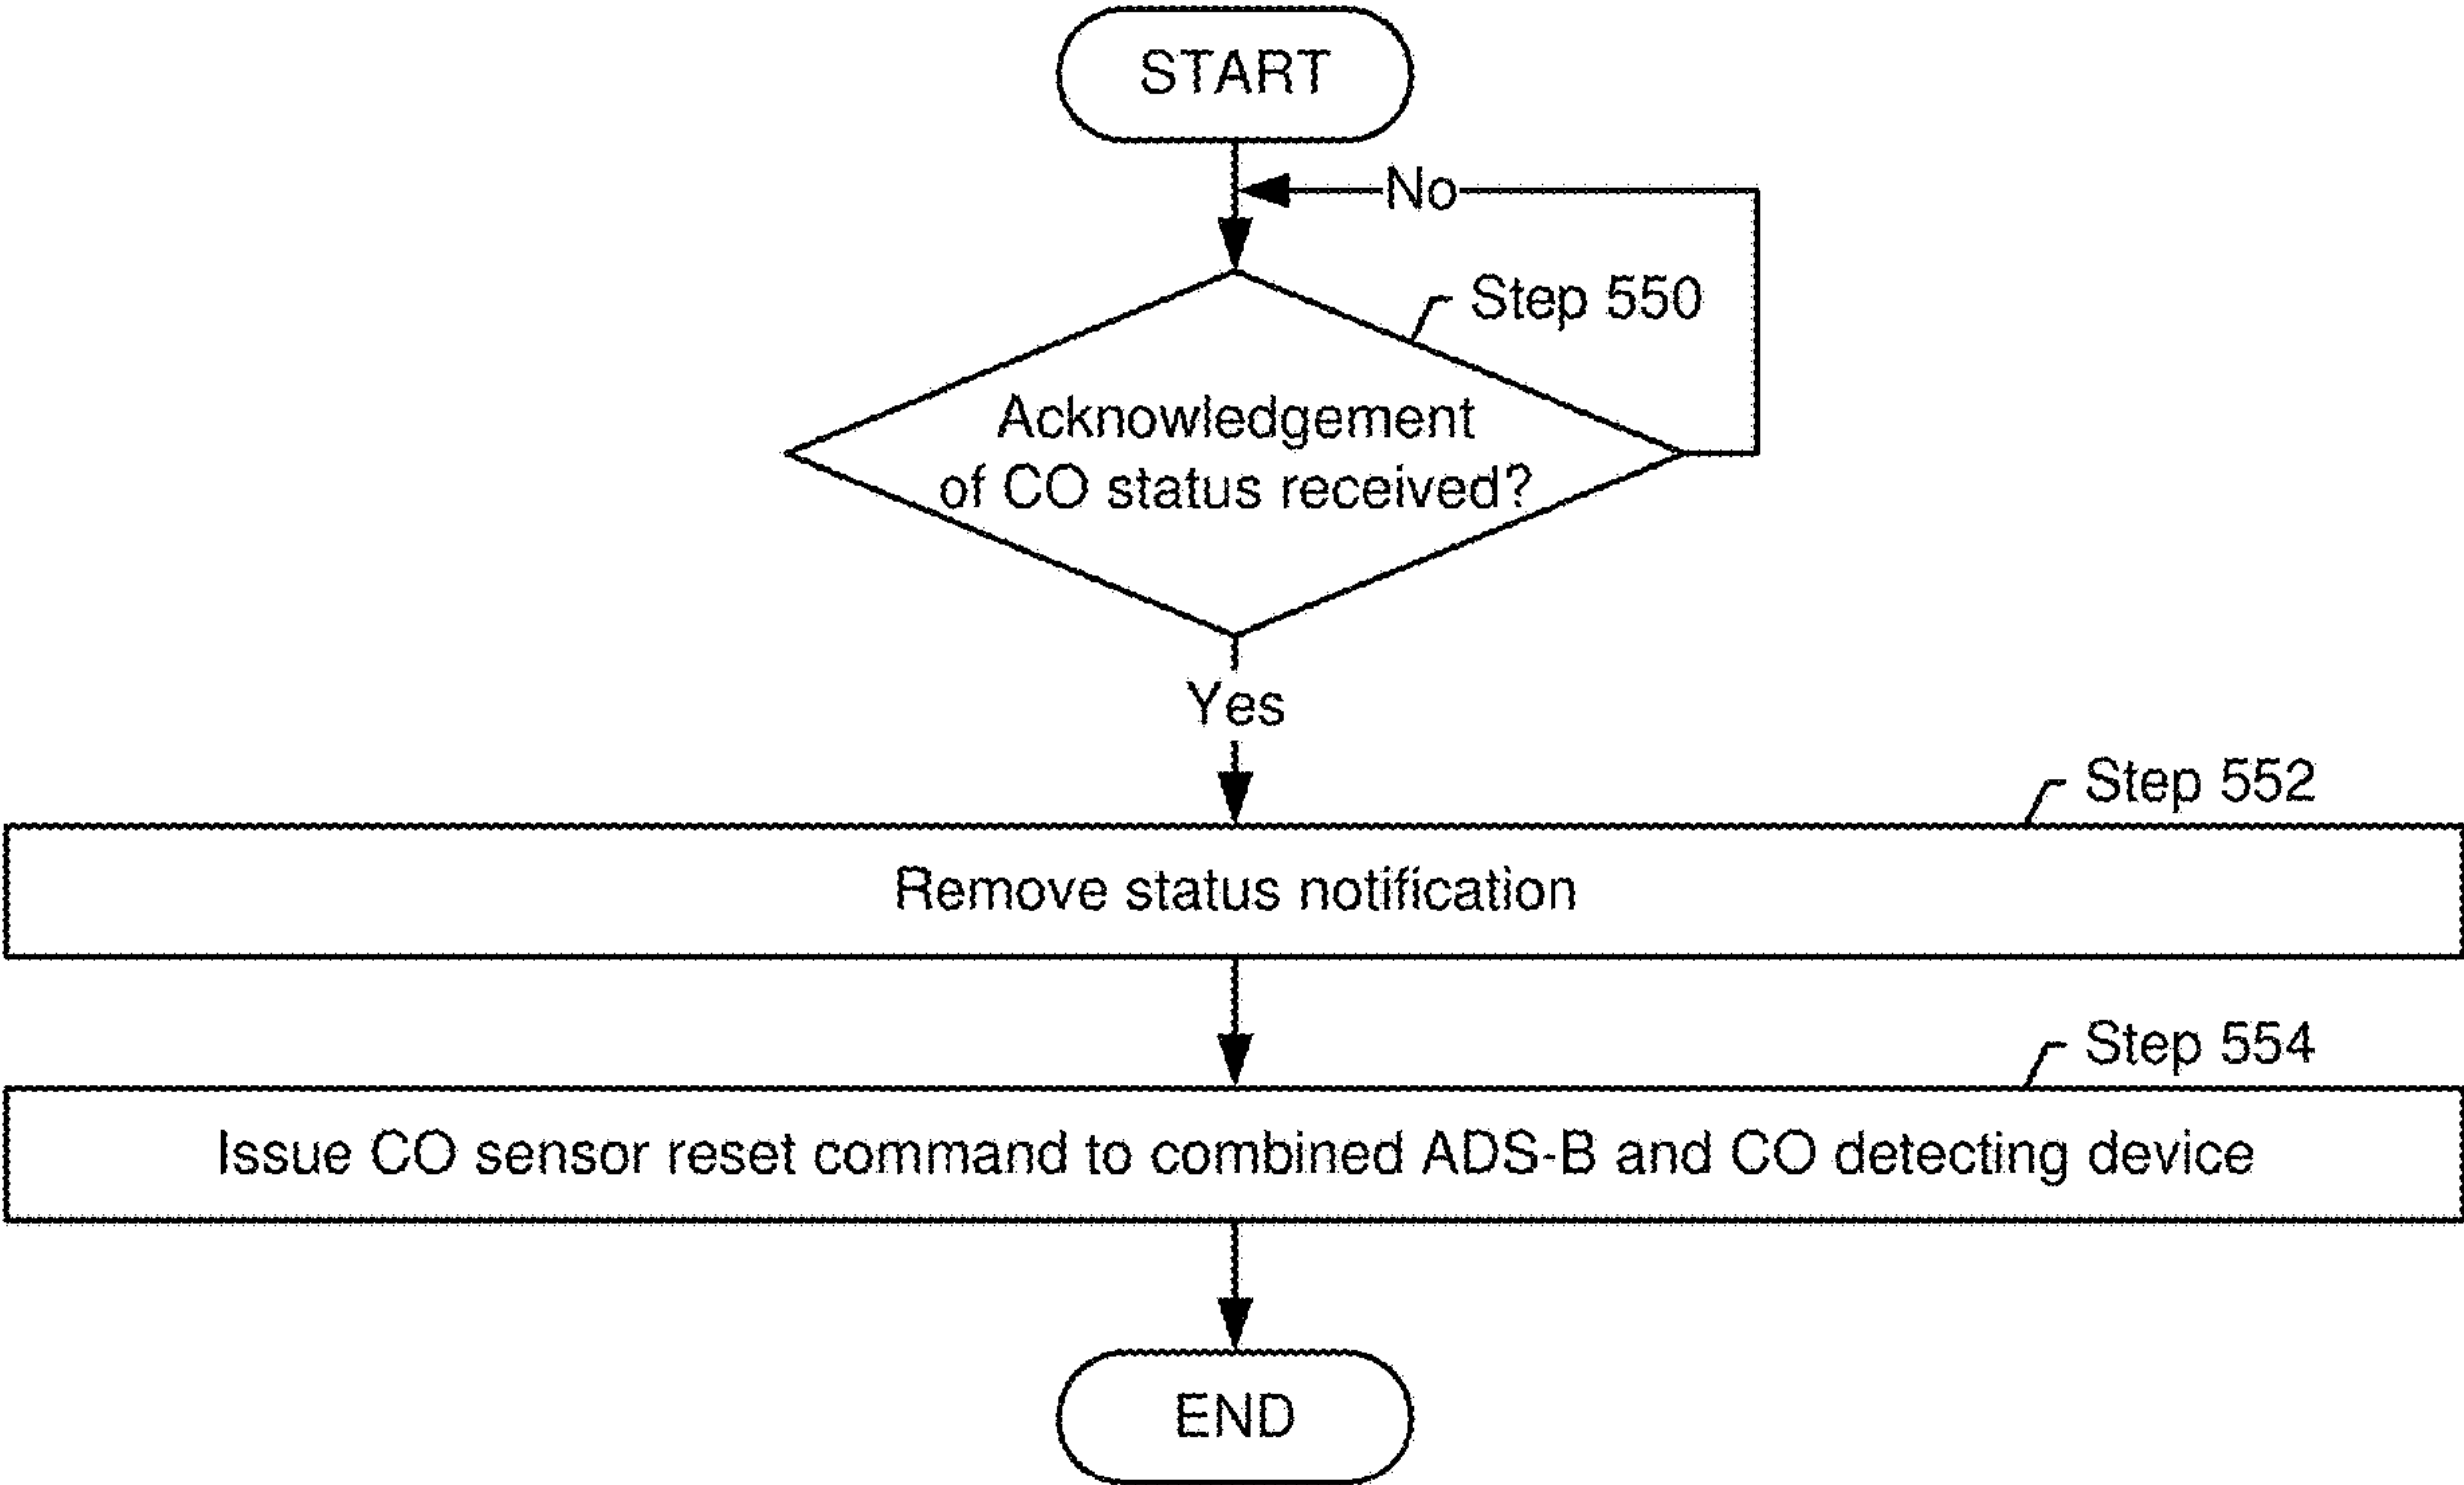 START
No
Step 550
Acknowledgement
of CO status received?
Yes
Step 552
Remove status notification
Step 554
Issue CO sensor reset command to combined ADS-B and CO detecting device
END